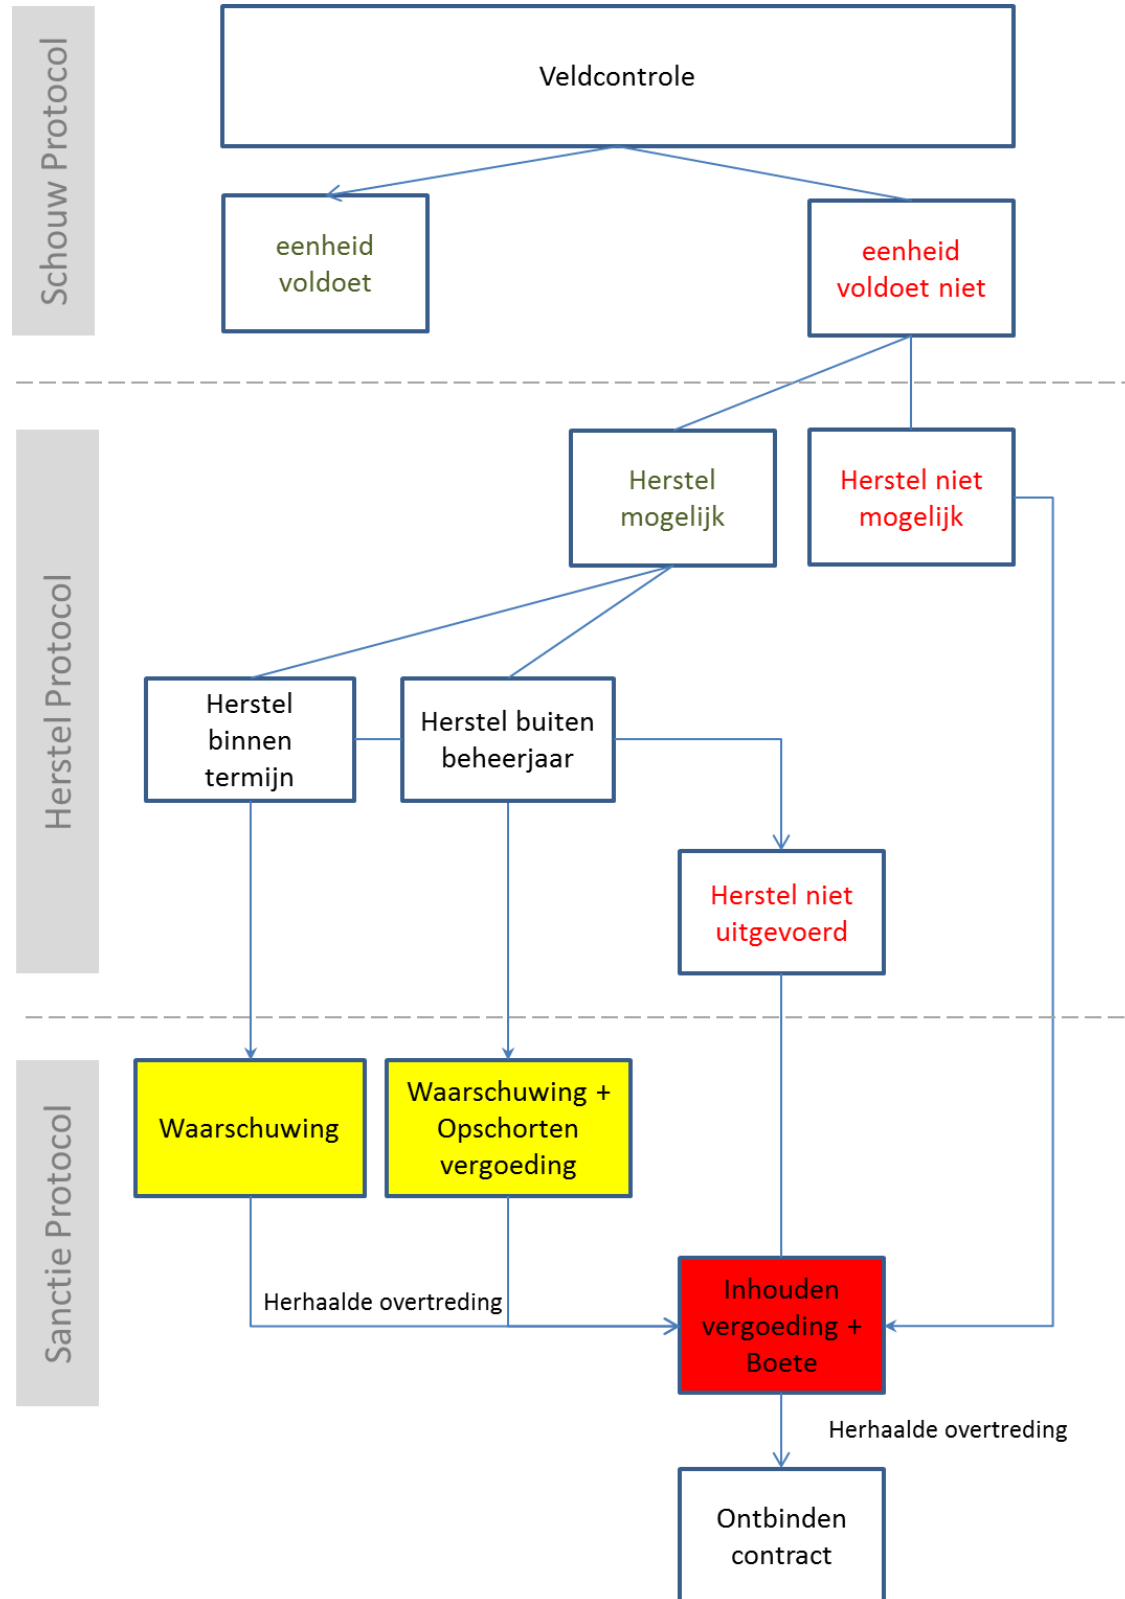 Schouw Protocol
Veldcontrole
eenheid
voldoet
eenheid
voldoet niet
Herstel Protocol
Herstel
mogelijk
Herstel niet
mogelijk
Herstel
binnen
termijn
Herstel buiten
beheerjaar
Herstel niet
uitgevoerd
Sanctie Protocol
Waarschuwing
Waarschuwing +
Opschorten
vergoeding
Herhaalde overtreding
Inhouden
vergoeding +
Boete
Herhaalde overtreding
Ontbinden
contract